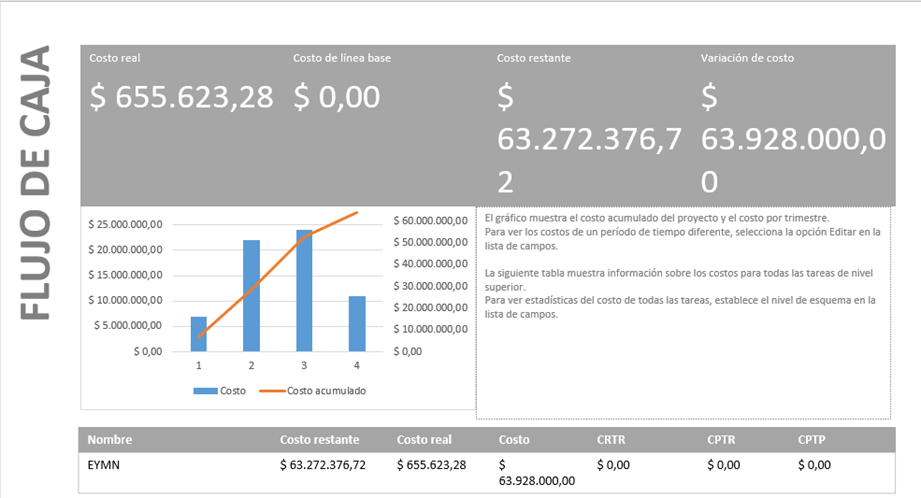 FLUJO DE CAJA
Costo real
$ 655.623,28
Costo de línea base
$ 0,00
Costo restante
$
63.272.376,7
2
Variación de costo
$
63.928.000,0
0
$ 25.000.000,00
$ 20.000.000,00
$ 15.000.000,00
$ 10.000.000,00
$ 5.000.000,00
$ 0,00
$ 60.000.000,00
$ 50.000.000,00
$ 40.000.000,00
$ 30.000.000,00
$ 20.000.000,00
$ 10.000.000,00
$ 0,00
1 2 3 4
Costo Costo acumulado
El gráfico muestra el costo acumulado del proyecto y el costo por trimestre.
Para ver los costos de un período de tiempo diferente, selecciona la opción Editar en la
lista de campos.
La siguiente tabla muestra información sobre los costos para todas las tareas de nivel
superior.
Para ver estadísticas del costo de todas las tareas, establece el nivel de esquema en la
lista de campos.
Nombre Costo restante Costo real Costo CRTR CPTR CPTP
EYMN $ 63.272.376,72 $ 655.623,28 $ $ 0,00 $ 0,00 $ 0,00
63.928.000,00